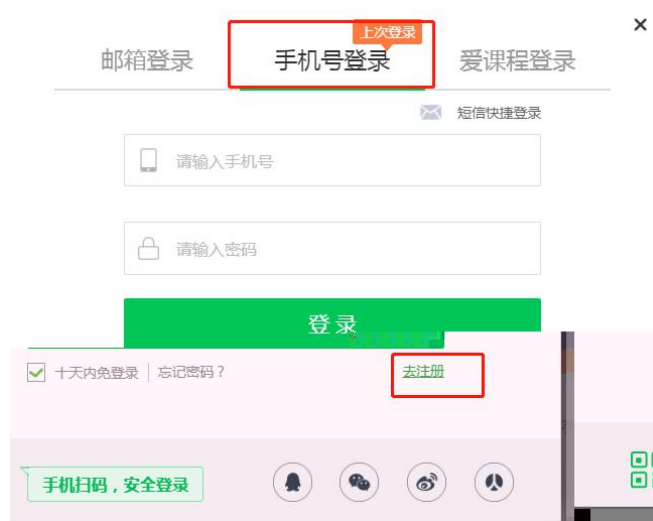 上次登录
邮箱登录 手机号登录 爱课程登录
短信快捷登录
请输入手机号
请输入密码
登录
十天内免登录 | 忘记密码？ 去注册
手机扫码，安全登录